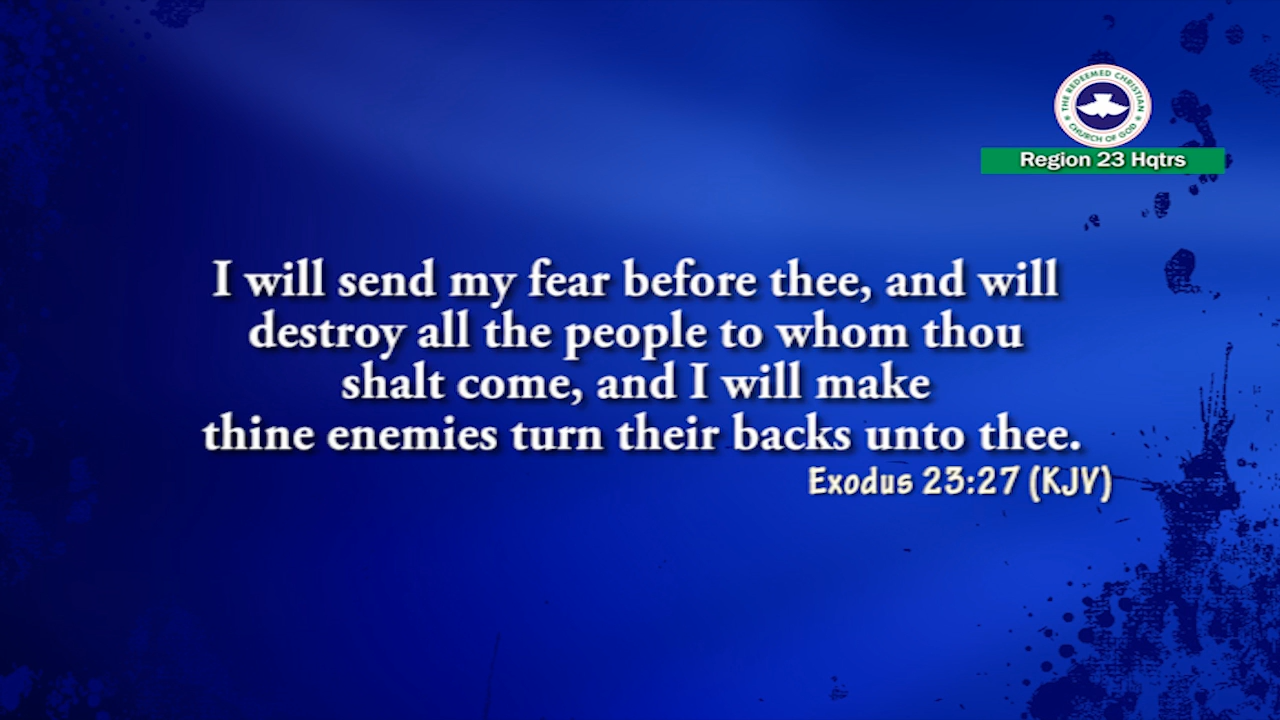 THE REDEEMED CHRISTIAN
CHURCH OF GOD
Region 23 Hqtrs
I will send my fear before thee, and will
destroy all the people to whom thou
shalt come, and I will make
thine enemies turn their backs unto thee.
Exodus 23:27 (KJV)